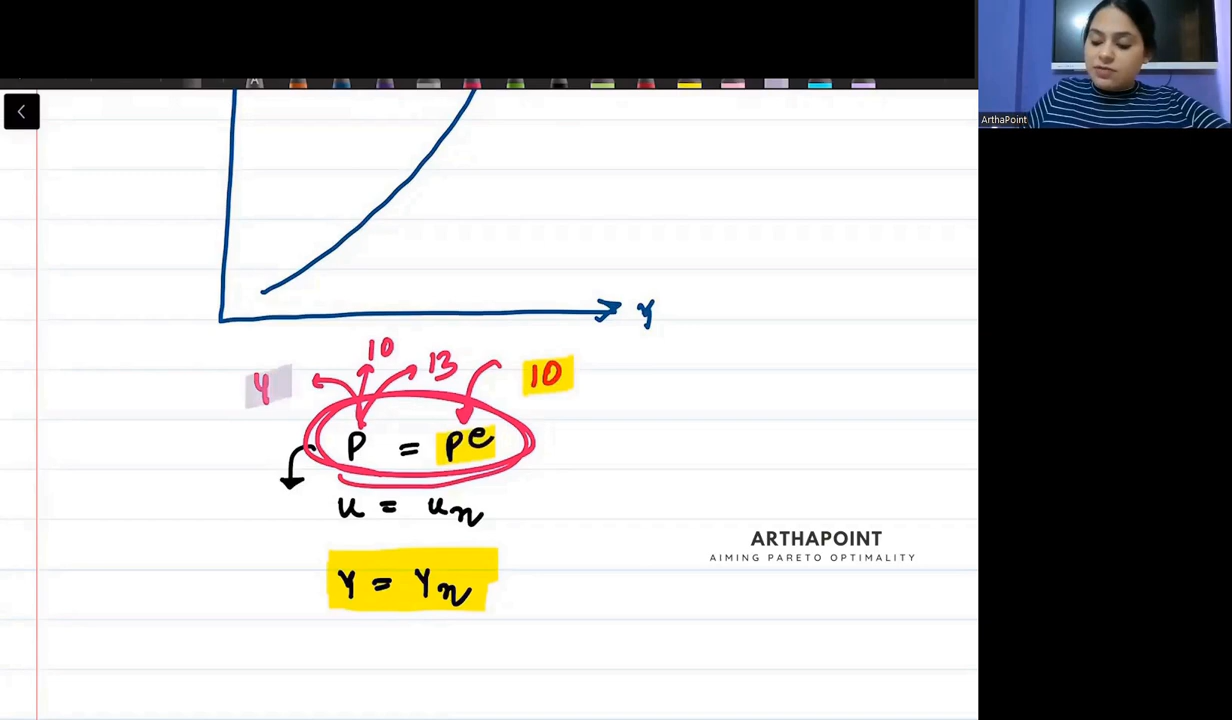 ArthaPoint
y
10
4 13 10
P = Pe
u = un
Y = Yn
ARTHAPOINT
AIMING PARETO OPTIMALITY